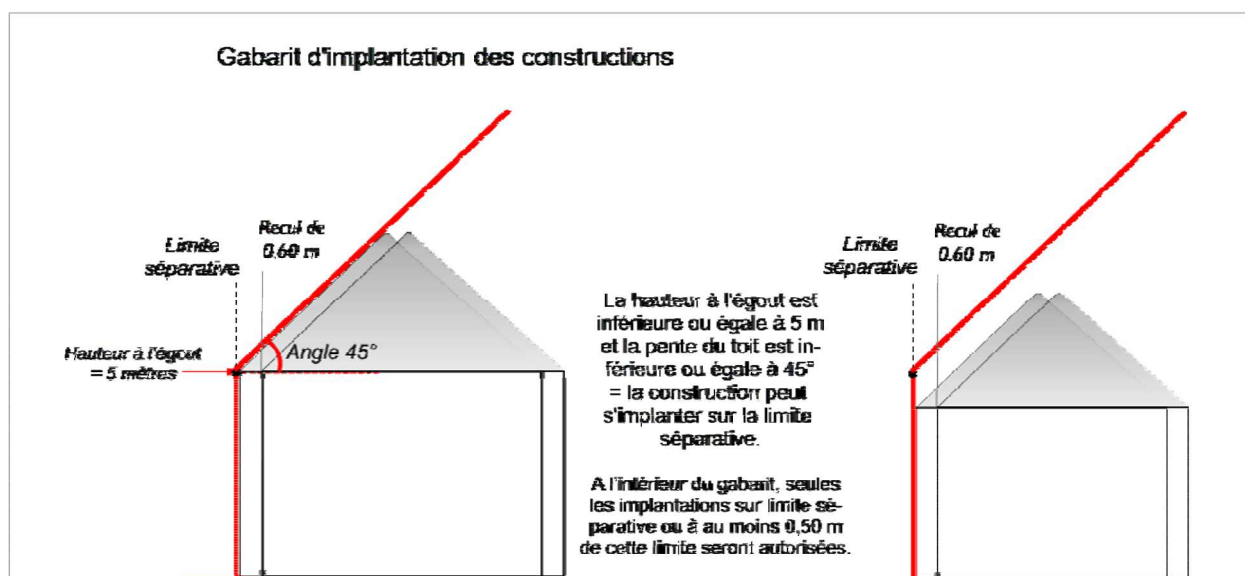 Gabarit d'implantation des constructions
Limite
séparative
Recul de
0.60 m
Hauteur à l'égout
= 5 mètres
Angle 45°
La hauteur à l'égout est
inférieure ou égale à 5 m
et la pente du toit est in-
férieure ou égale à 45°
= la construction peut
s'implanter sur la limite
séparative.
A l'intérieur du gabarit, seules
les implantations sur limite sé-
parative ou à au moins 0,50 m
de cette limite seront autorisées.
Limite
séparative
Recul de
0.60 m